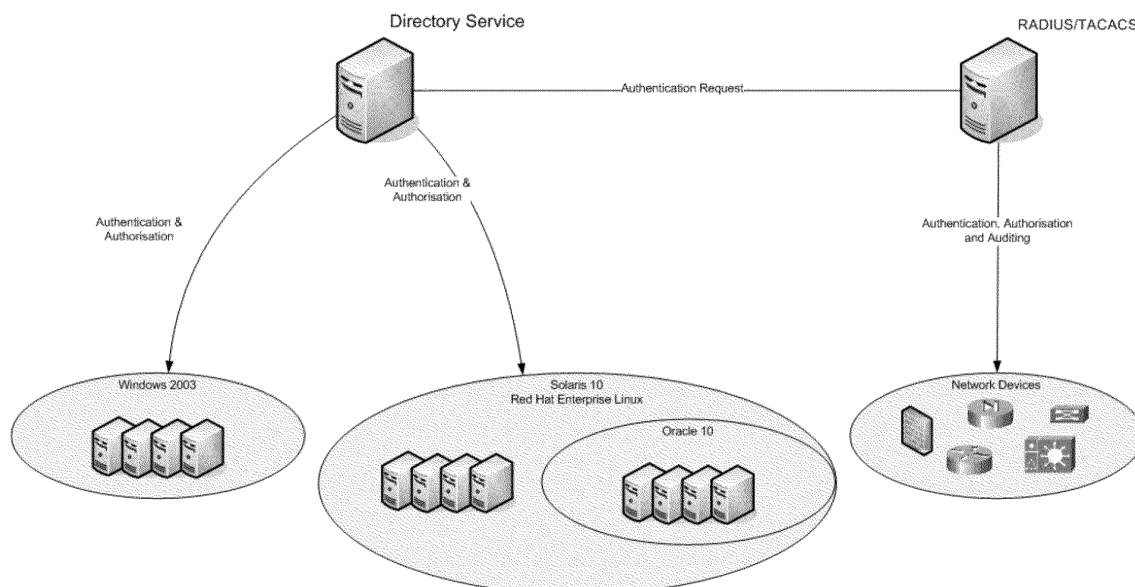 Directory Service
RADIUS/TACACS
Authentication Request
Authentication &
Authorisation
Authentication &
Authorisation
Authentication, Authorisation
and Auditing
Windows 2003
Solaris 10
Red Hat Enterprise Linux
Oracle 10
Network Devices